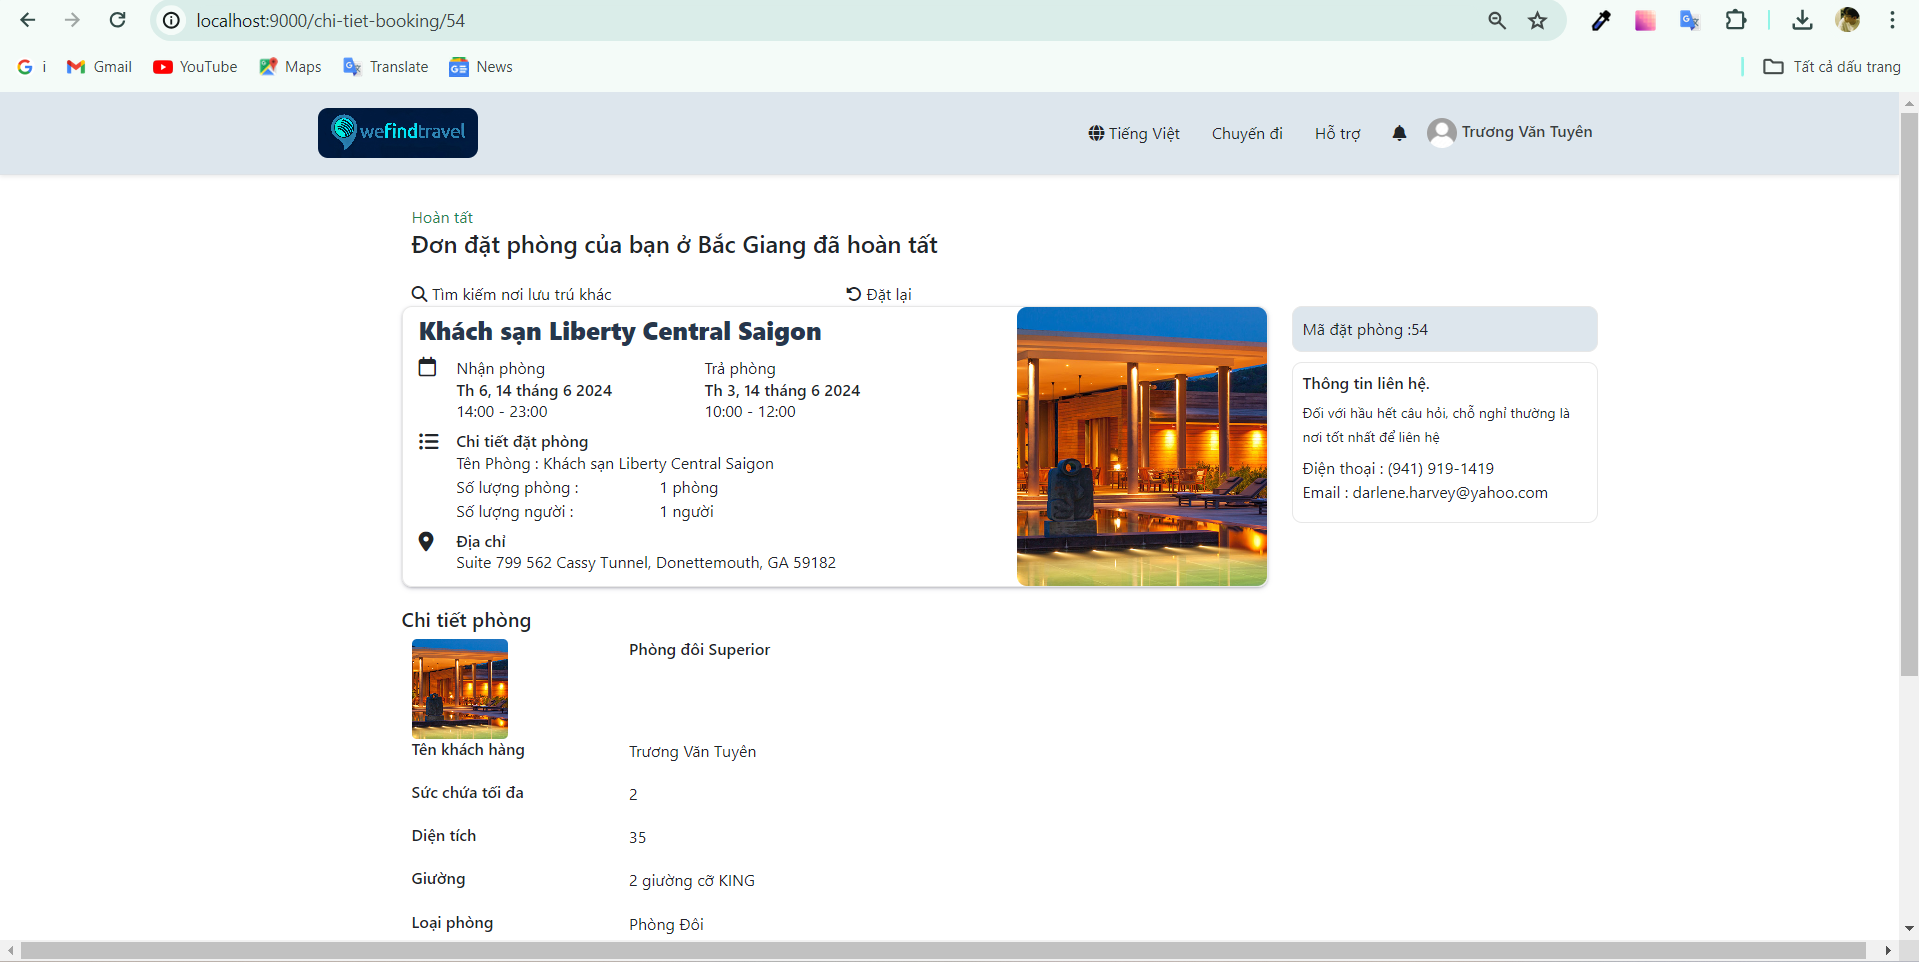 localhost:9000/chi-tiet-booking/54
i
Gmail
YouTube
Maps
Translate
News
Tất cả dấu trang
wefindtravel
Tiếng Việt
Chuyến đi
Hỗ trợ
Trương Văn Tuyên
Hoàn tất
Đơn đặt phòng của bạn ở Bắc Giang đã hoàn tất
Tìm kiếm nơi lưu trú khác
Đặt lại
Khách sạn Liberty Central Saigon
Nhận phòng
Trả phòng
Th 6, 14 tháng 6 2024
Th 3, 14 tháng 6 2024
14:00 - 23:00
10:00 - 12:00
Chi tiết đặt phòng
Tên Phòng : Khách sạn Liberty Central Saigon
Số lượng phòng : 1 phòng
Số lượng người : 1 người
Địa chỉ
Suite 799 562 Cassy Tunnel, Donettemouth, GA 59182
Mã đặt phòng :54
Thông tin liên hệ.
Đối với hầu hết câu hỏi, chỗ nghỉ thường là
nơi tốt nhất để liên hệ
Điện thoại : (941) 919-1419
Email : darlene.harvey@yahoo.com
Chi tiết phòng
Phòng đôi Superior
Tên khách hàng Trương Văn Tuyên
Sức chứa tối đa 2
Diện tích 35
Giường 2 giường cỡ KING
Loại phòng Phòng Đôi